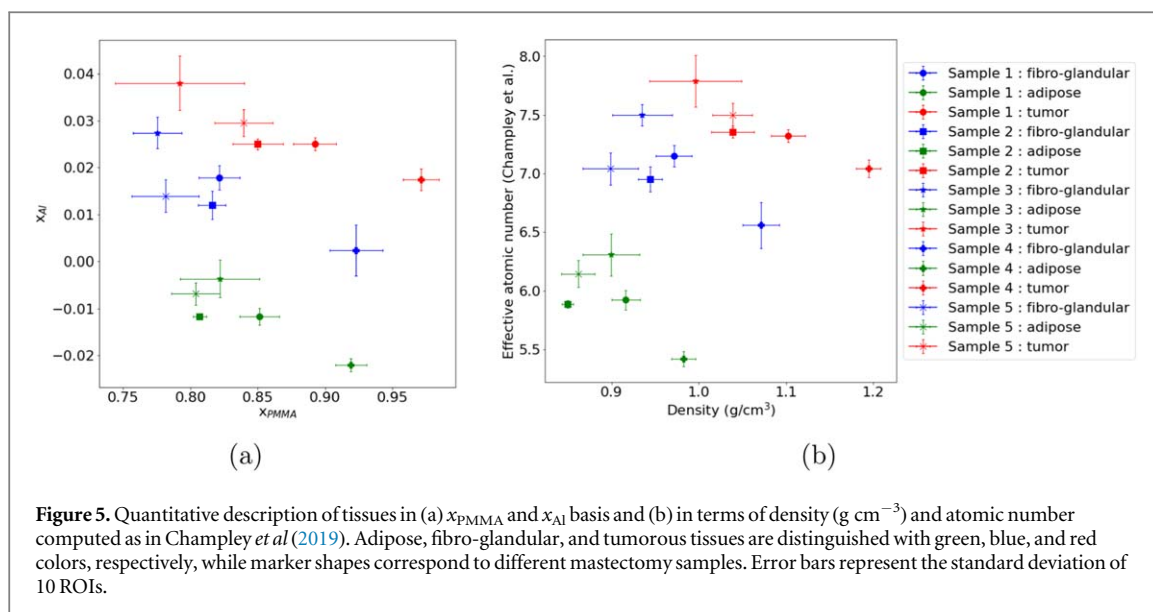 0.04
0.03
0.02
0.01
0.00
−0.01
−0.02
x_Al
0.75 0.80 0.85 0.90 0.95
x_PMMA
(a)
8.0
7.5
7.0
6.5
6.0
5.5
Effective atomic number (Champley et al.)
0.9 1.0 1.1 1.2
Density (g/cm³)
(b)
Sample 1 : fibro-glandular
Sample 1 : adipose
Sample 1 : tumor
Sample 2 : fibro-glandular
Sample 2 : adipose
Sample 2 : tumor
Sample 3 : fibro-glandular
Sample 3 : adipose
Sample 3 : tumor
Sample 4 : fibro-glandular
Sample 4 : adipose
Sample 4 : tumor
Sample 5 : fibro-glandular
Sample 5 : adipose
Sample 5 : tumor
Figure 5. Quantitative description of tissues in (a) x_PMMA and x_Al basis and (b) in terms of density (g cm⁻³) and atomic number
computed as in Champley et al (2019). Adipose, fibro-glandular, and tumorous tissues are distinguished with green, blue, and red
colors, respectively, while marker shapes correspond to different mastectomy samples. Error bars represent the standard deviation of
10 ROIs.